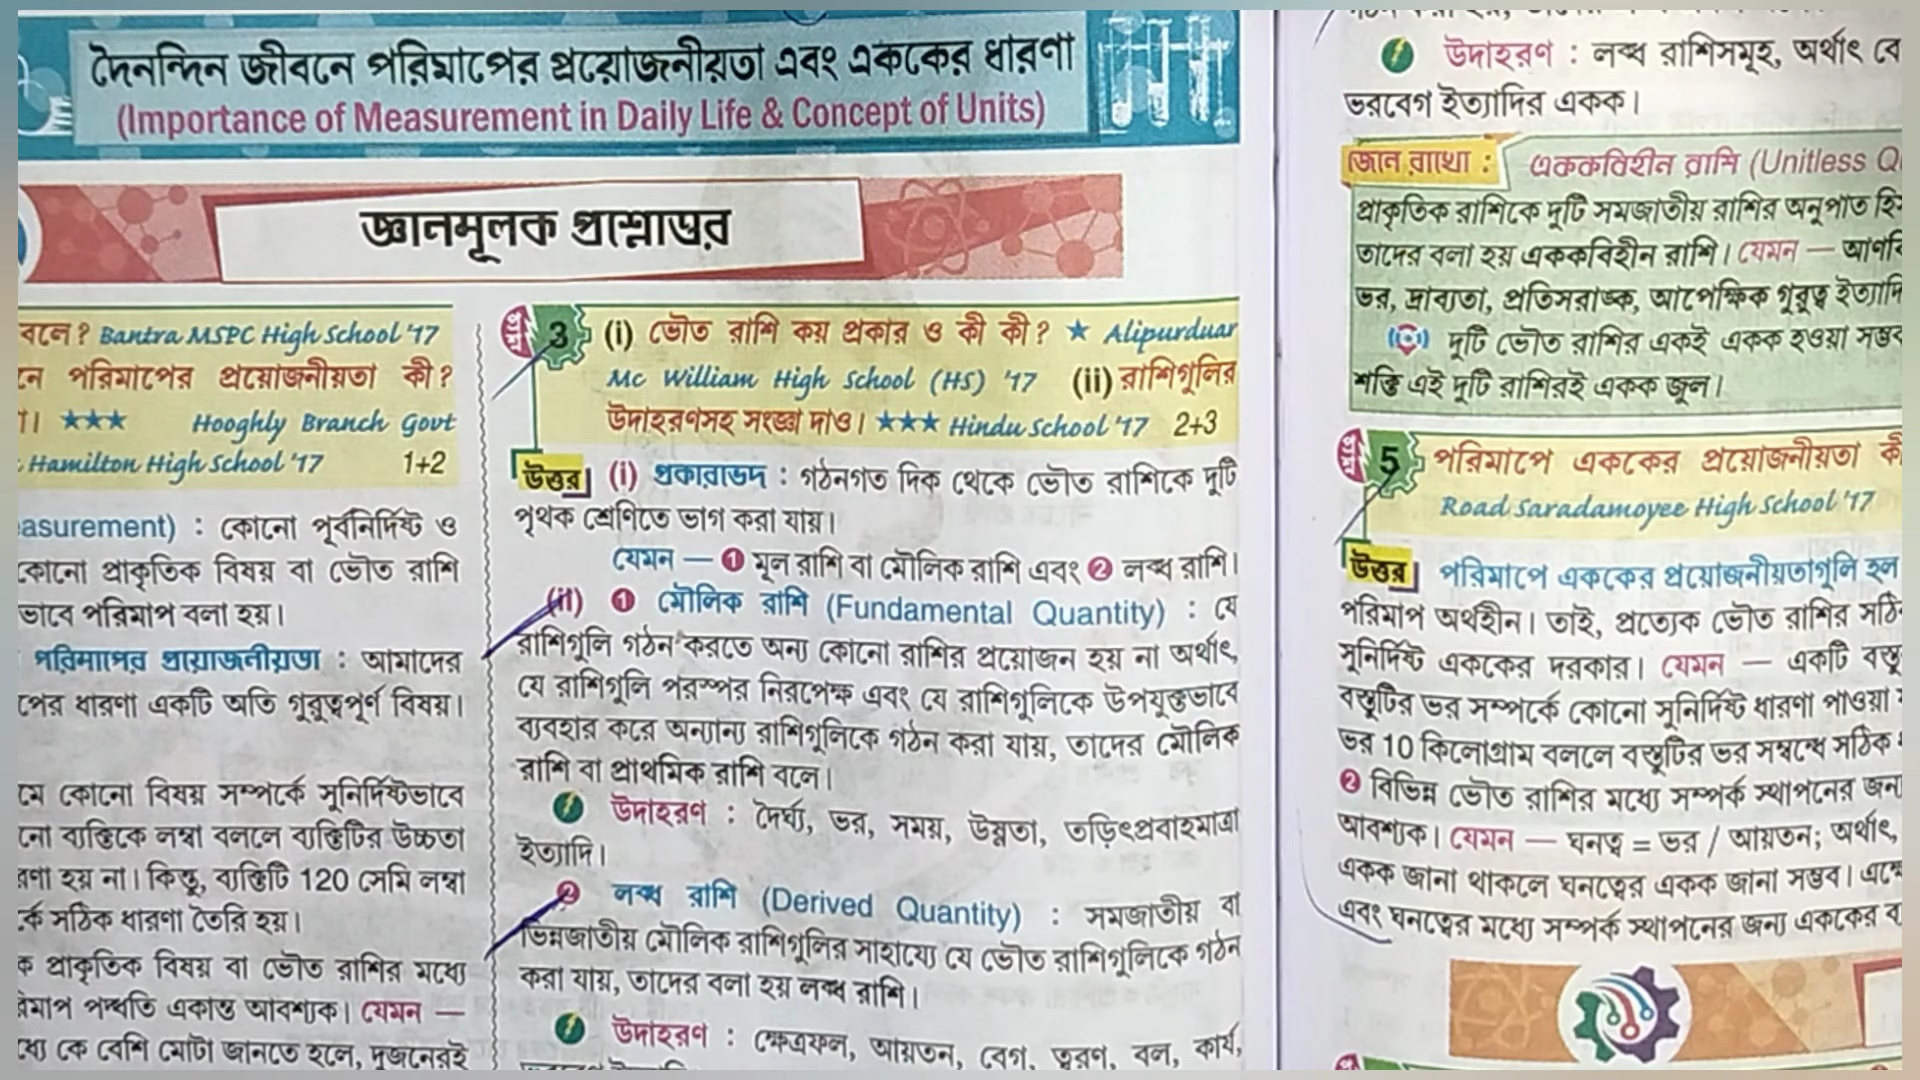 দৈনন্দিন জীবনে পরিমাপের প্রয়োজনীয়তা এবং এককের ধারণা
(Importance of Measurement in Daily Life & Concept of Units)
জ্ঞানমূলক প্রশ্নোত্তর
বলে? Bantra MSPC High School '17
পরিমাপের প্রয়োজনীয়তা কী?
★★★ Hooghly Branch Govt
Hamilton High School '17 1+2
asurement) : কোনো পূর্বনির্দিষ্ট ও
কোনো প্রাকৃতিক বিষয় বা ভৌত রাশি
ভাবে পরিমাপ বলা হয়।
পরিমাপের প্রয়োজনীয়তা : আমাদের
পের ধারণা একটি অতি গুরুত্বপূর্ণ বিষয়।
কোনো বিষয় সম্পর্কে সুনির্দিষ্টভাবে
নো ব্যক্তিকে লম্বা বললে ব্যক্তিটির উচ্চতা
রণা হয় না। কিন্তু, ব্যক্তিটি 120 সেমি লম্বা
র্কে সঠিক ধারণা তৈরি হয়।
ক প্রাকৃতিক বিষয় বা ভৌত রাশির মধ্যে
রিমাপ পদ্ধতি একান্ত আবশ্যক। যেমন —
ধ্যে কে বেশি মোটা জানতে হলে, দুজনেরই
3 (i) ভৌত রাশি কয় প্রকার ও কী কী? ★ Alipurduar
Mc William High School (HS) '17 (ii) রাশিগুলির
উদাহরণসহ সংজ্ঞা দাও। ★★★ Hindu School '17 2+3
উত্তর (i) প্রকারভেদ : গঠনগত দিক থেকে ভৌত রাশিকে দুটি
পৃথক শ্রেণিতে ভাগ করা যায়।
যেমন — ❶ মূল রাশি বা মৌলিক রাশি এবং ❷ লব্ধ রাশি।
(ii) ❶ মৌলিক রাশি (Fundamental Quantity) : যে
রাশিগুলি গঠন করতে অন্য কোনো রাশির প্রয়োজন হয় না অর্থাৎ,
যে রাশিগুলি পরস্পর নিরপেক্ষ এবং যে রাশিগুলিকে উপযুক্তভাবে
ব্যবহার করে অন্যান্য রাশিগুলিকে গঠন করা যায়, তাদের মৌলিক
রাশি বা প্রাথমিক রাশি বলে।
উদাহরণ : দৈর্ঘ্য, ভর, সময়, উষ্ণতা, তড়িৎপ্রবাহমাত্রা
ইত্যাদি।
❷ লব্ধ রাশি (Derived Quantity) : সমজাতীয় বা
ভিন্নজাতীয় মৌলিক রাশিগুলির সাহায্যে যে ভৌত রাশিগুলিকে গঠন
করা যায়, তাদের বলা হয় লব্ধ রাশি।
উদাহরণ : ক্ষেত্রফল, আয়তন, বেগ, ত্বরণ, বল, কার্য,
উদাহরণ : লব্ধ রাশিসমূহ, অর্থাৎ বে
ভরবেগ ইত্যাদির একক।
জেনে রাখো : এককবিহীন রাশি (Unitless Q
প্রাকৃতিক রাশিকে দুটি সমজাতীয় রাশির অনুপাত হি
তাদের বলা হয় এককবিহীন রাশি। যেমন — আণবি
ভর, দ্রাব্যতা, প্রতিসরাঙ্ক, আপেক্ষিক গুরুত্ব ইত্যাদি
দুটি ভৌত রাশির একই একক হওয়া সম্ভব
শক্তি এই দুটি রাশিরই একক জুল।
5 পরিমাপে এককের প্রয়োজনীয়তা কী
Road Saradamoyee High School '17
উত্তর পরিমাপে এককের প্রয়োজনীয়তাগুলি হল
পরিমাপ অর্থহীন। তাই, প্রত্যেক ভৌত রাশির সঠি
সুনির্দিষ্ট এককের দরকার। যেমন — একটি বস্তু
বস্তুটির ভর সম্পর্কে কোনো সুনির্দিষ্ট ধারণা পাওয়া
ভর 10 কিলোগ্রাম বললে বস্তুটির ভর সম্বন্ধে সঠিক
❷ বিভিন্ন ভৌত রাশির মধ্যে সম্পর্ক স্থাপনের জন্য
আবশ্যক। যেমন — ঘনত্ব = ভর / আয়তন; অর্থাৎ,
একক জানা থাকলে ঘনত্বের একক জানা সম্ভব। এক্ষে
এবং ঘনত্বের মধ্যে সম্পর্ক স্থাপনের জন্য এককের ব্য